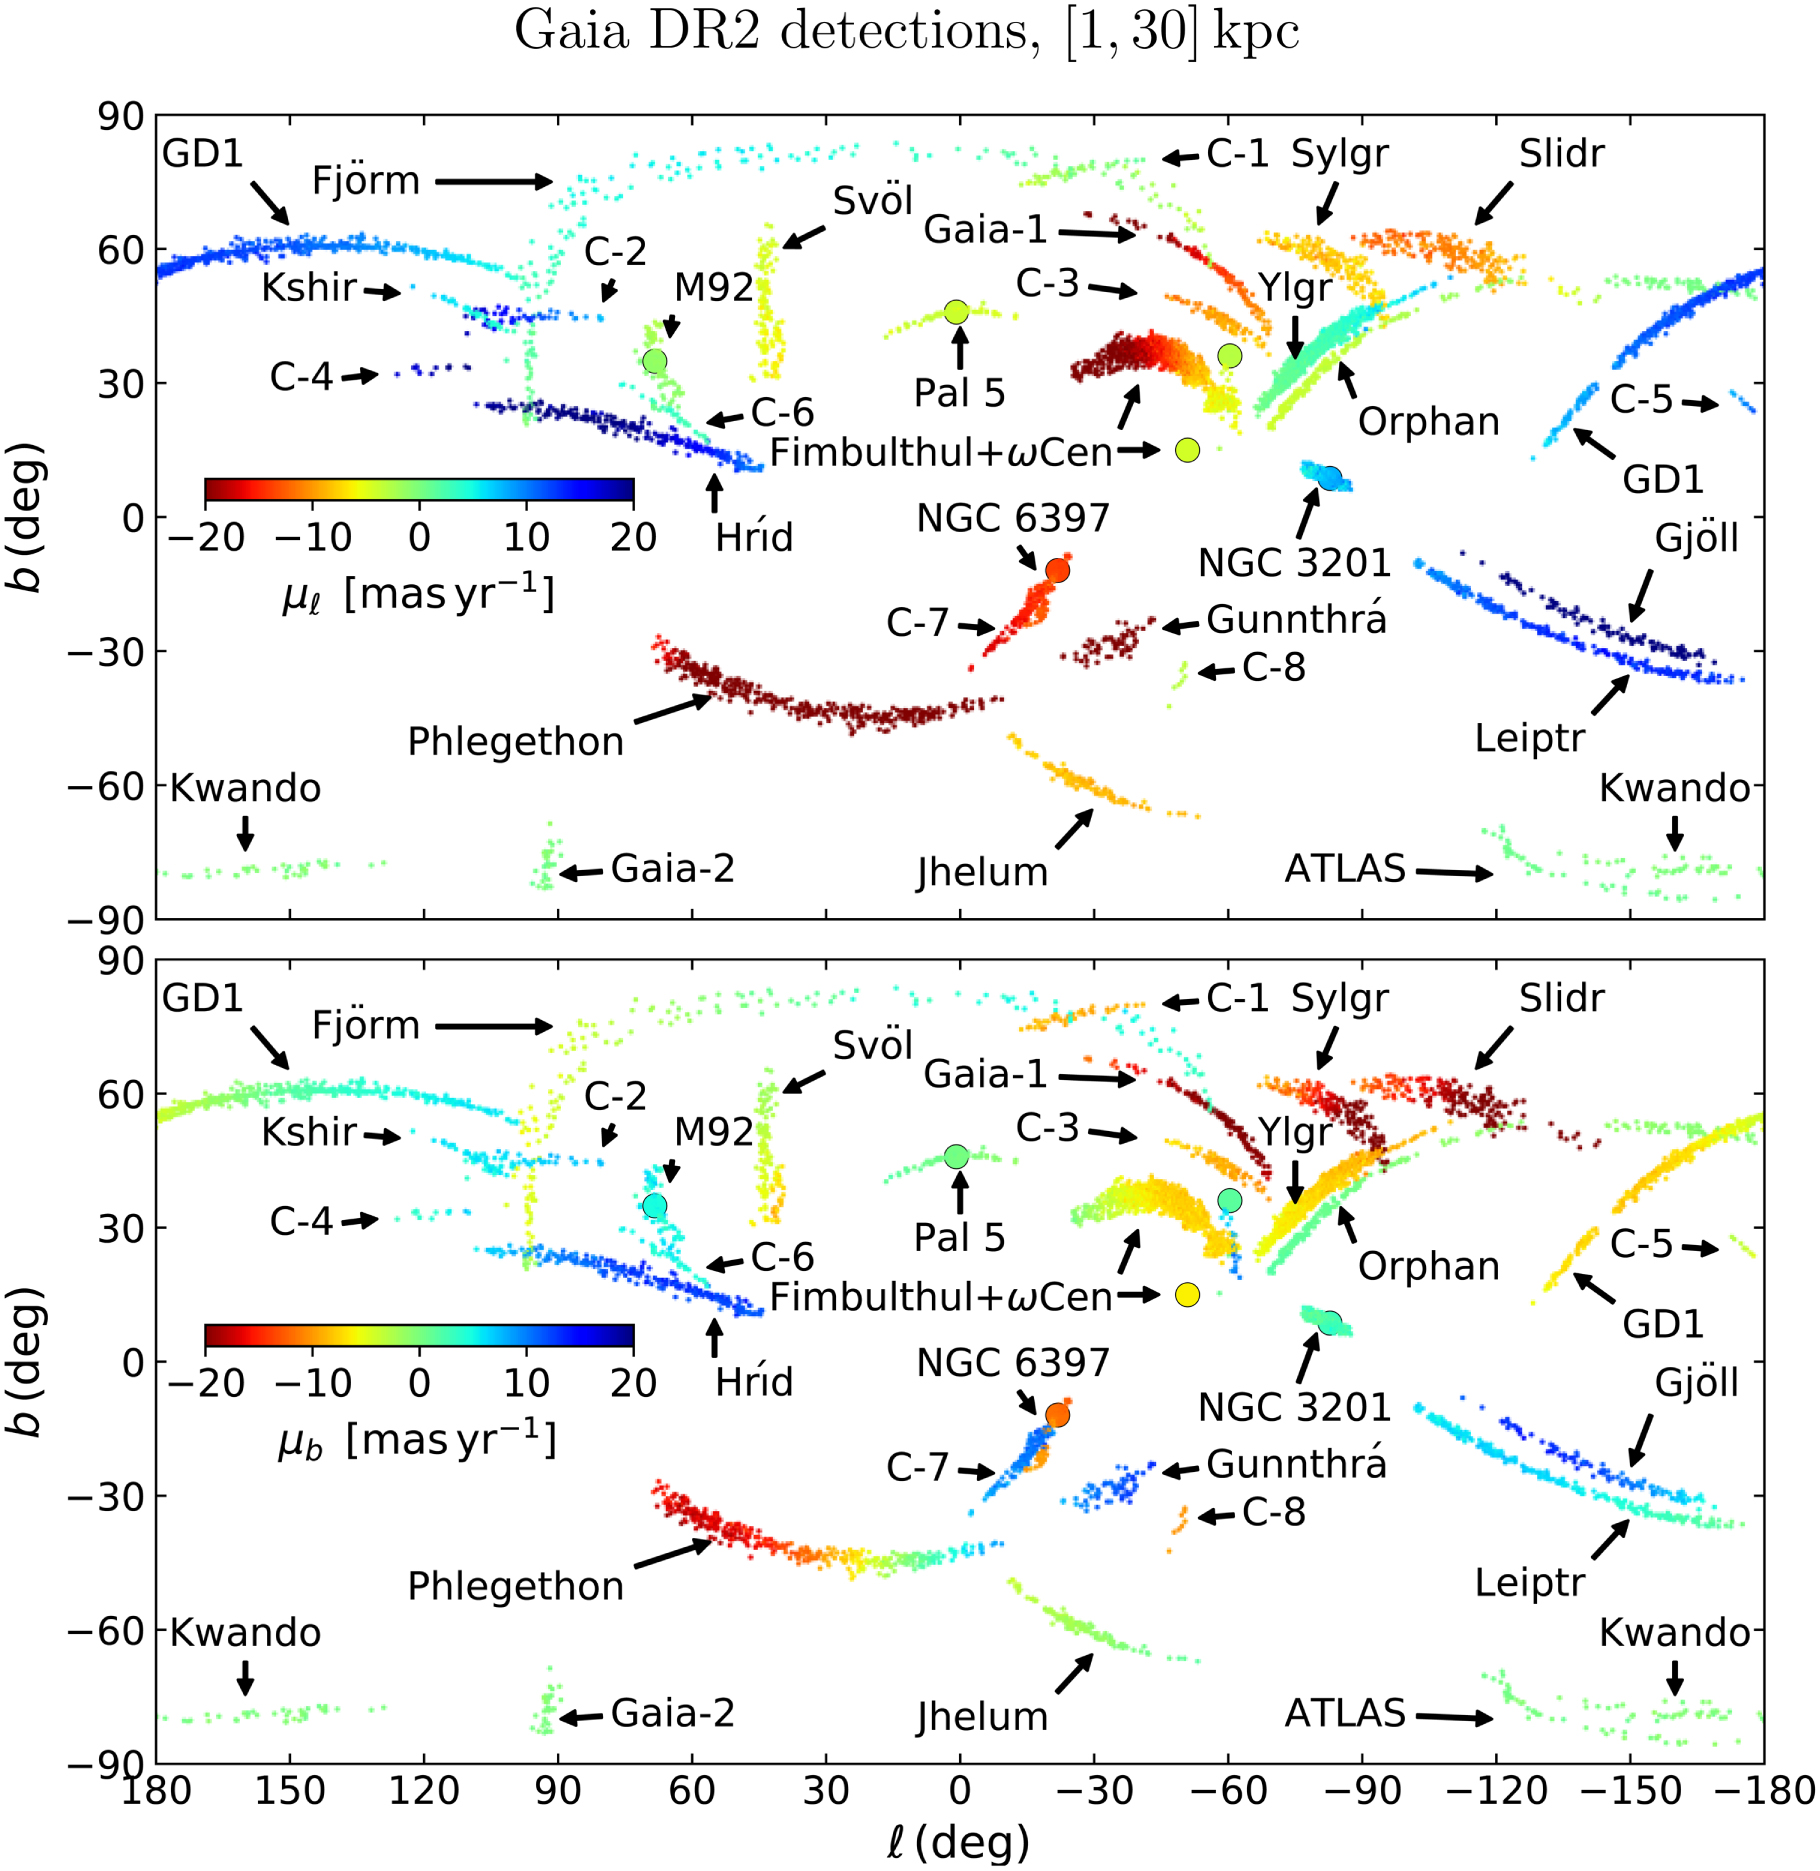 Gaia DR2 detections, [1, 30] kpc
90
60
30
0
−30
−60
−90
b (deg)
GD1
Fjörm
C-1
Sylgr
Slidr
Svöl
Gaia-1
C-2
Kshir
M92
C-3
Ylgr
C-4
Pal 5
C-6
Orphan
C-5
Fimbulthul+ωCen
GD1
−20 −10 0 10 20
μℓ [mas yr−1]
Hríd
NGC 6397
NGC 3201
Gjöll
C-7
Gunnthrá
C-8
Phlegethon
Leiptr
Kwando
Kwando
Gaia-2
Jhelum
ATLAS
90
60
30
0
−30
−60
−90
b (deg)
GD1
Fjörm
C-1
Sylgr
Slidr
Svöl
Gaia-1
C-2
Kshir
M92
C-3
Ylgr
C-4
Pal 5
C-6
Orphan
C-5
Fimbulthul+ωCen
GD1
−20 −10 0 10 20
μb [mas yr−1]
Hríd
NGC 6397
NGC 3201
Gjöll
C-7
Gunnthrá
C-8
Phlegethon
Leiptr
Kwando
Kwando
Gaia-2
Jhelum
ATLAS
180 150 120 90 60 30 0 −30 −60 −90 −120 −150 −180
ℓ (deg)